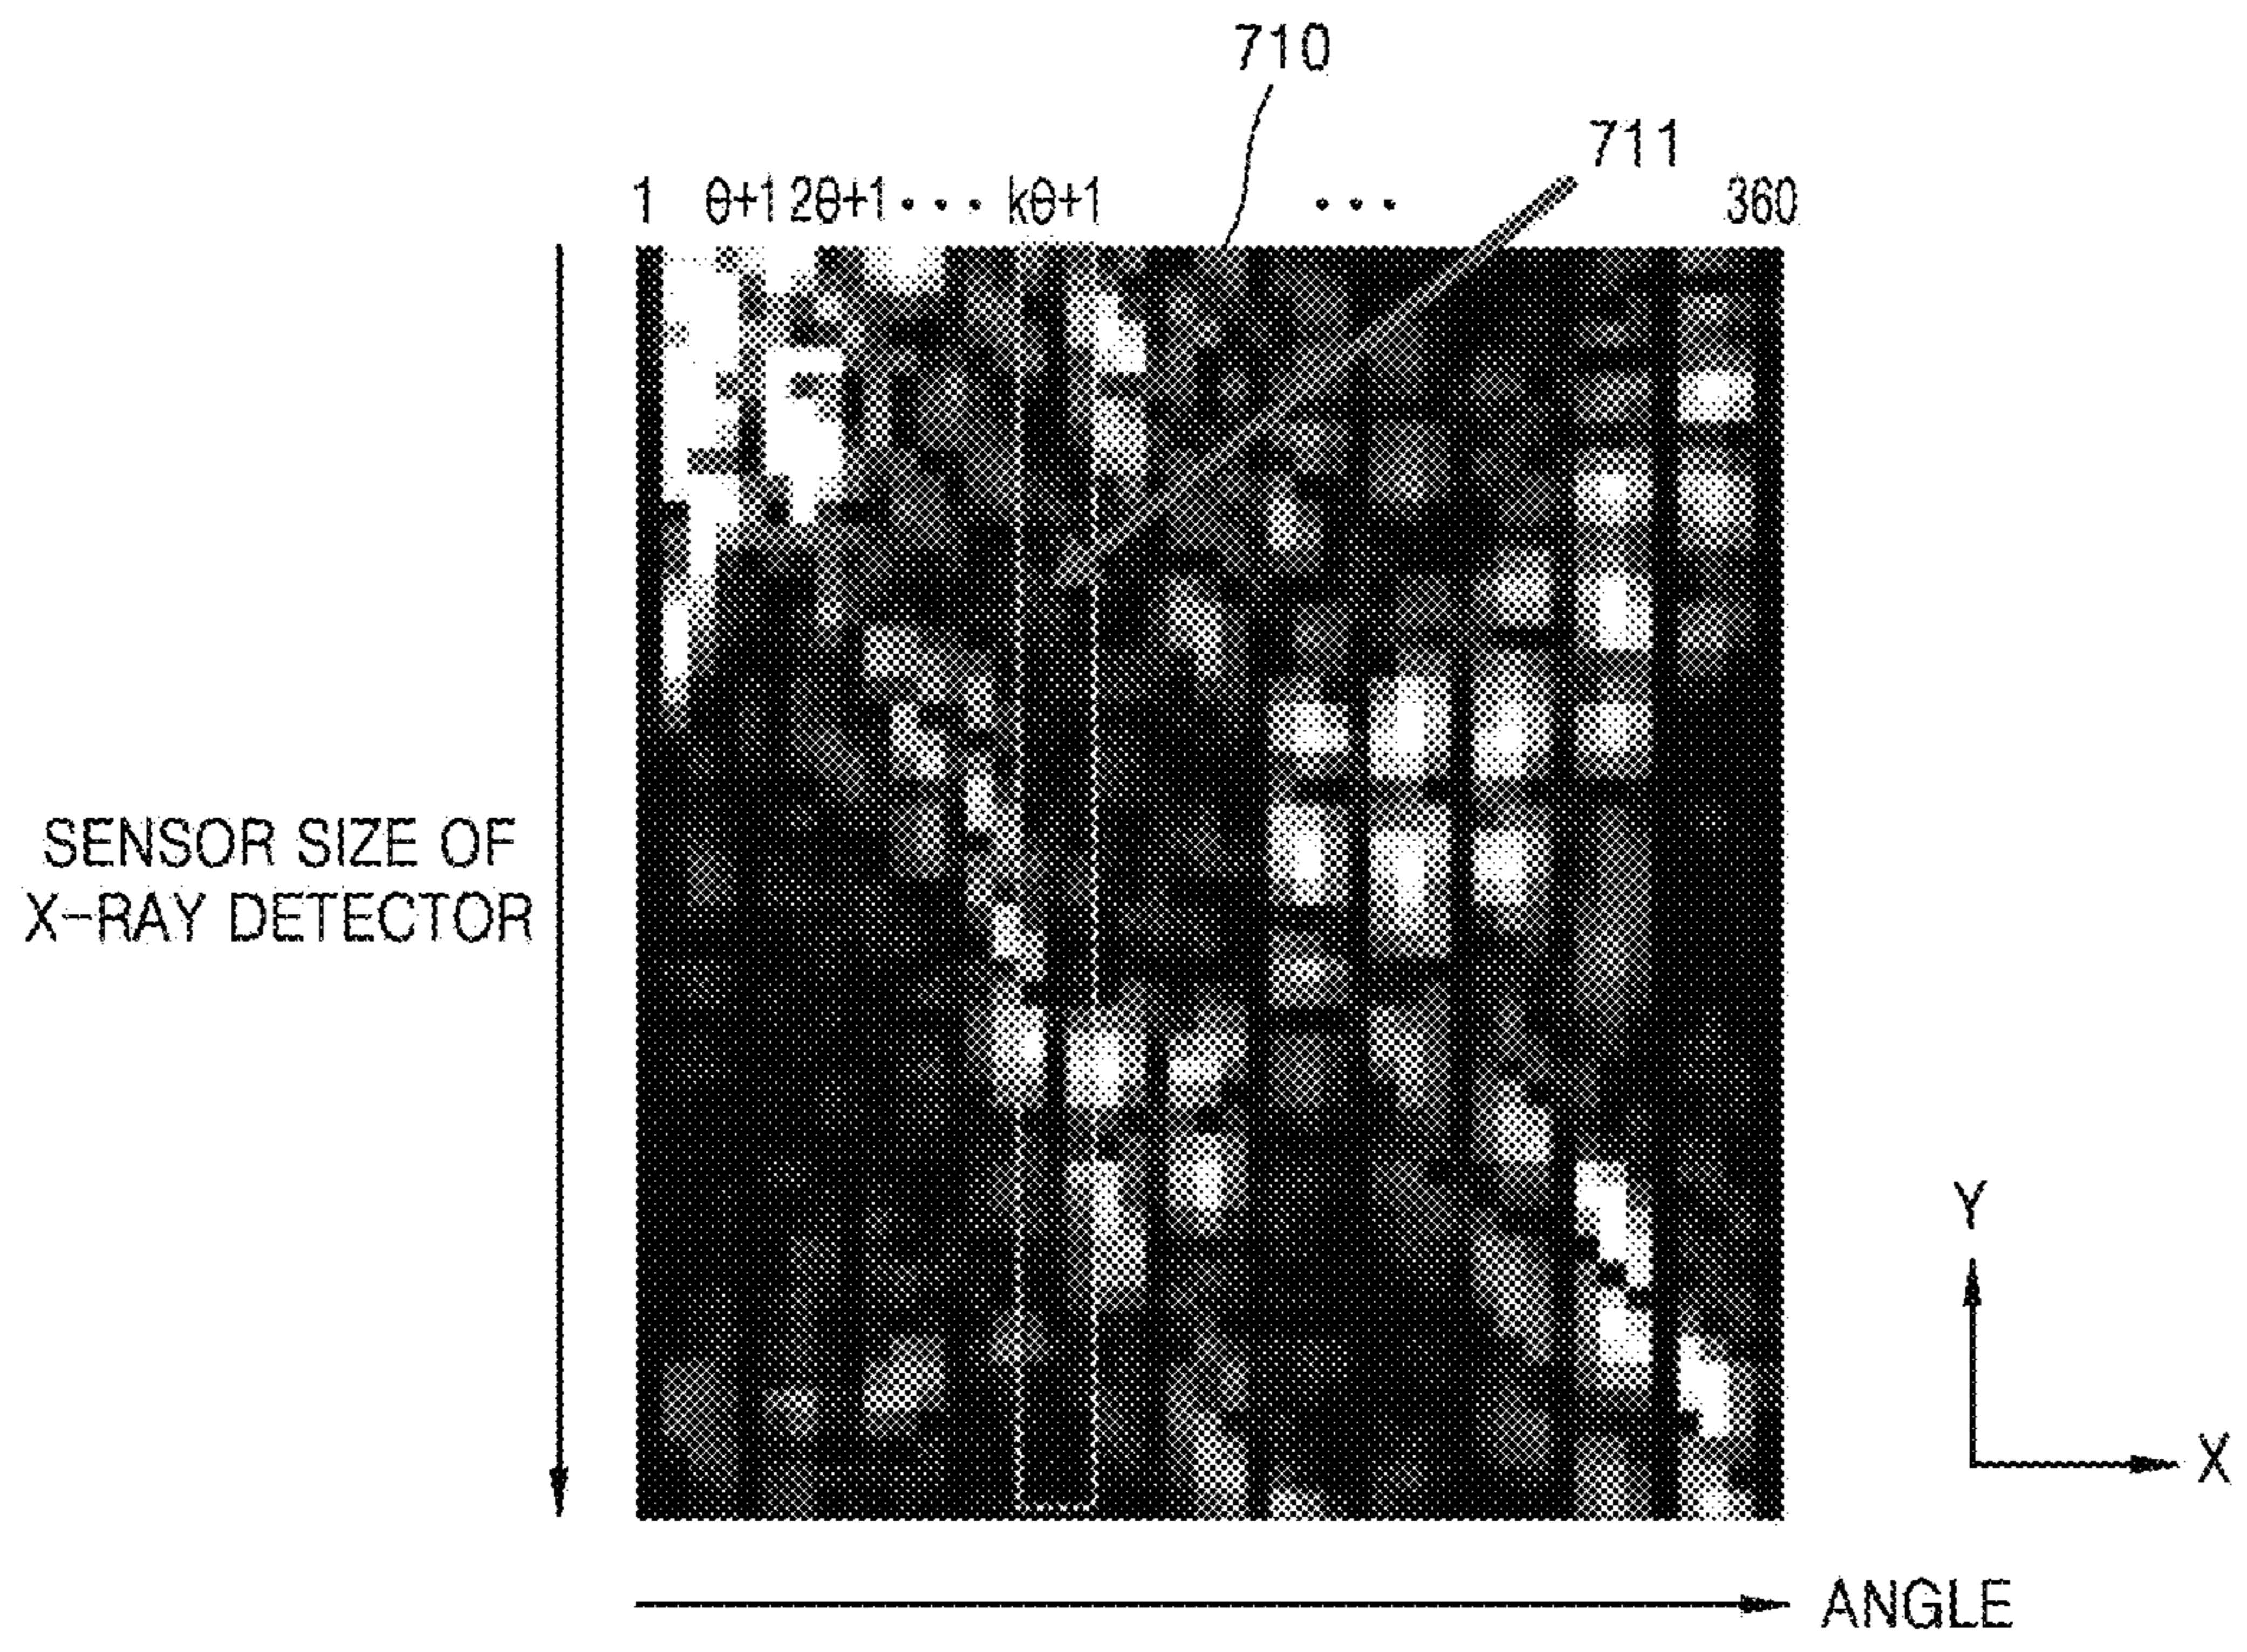 710
711
1 θ+1 2θ+1 ••• kθ+1 ••• 360
SENSOR SIZE OF
X-RAY DETECTOR
Y
X
ANGLE